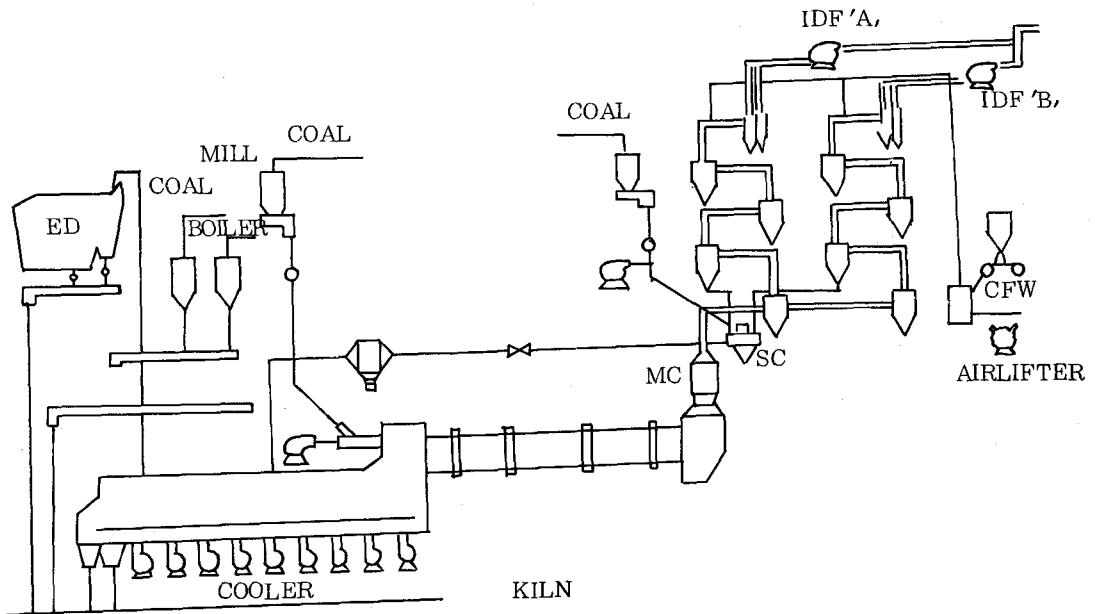 IDF 'A,
IDF 'B,
COAL
COAL
MILL
COAL
BOILER
ED
CFW
SC
MC
AIRLIFTER
COOLER
KILN